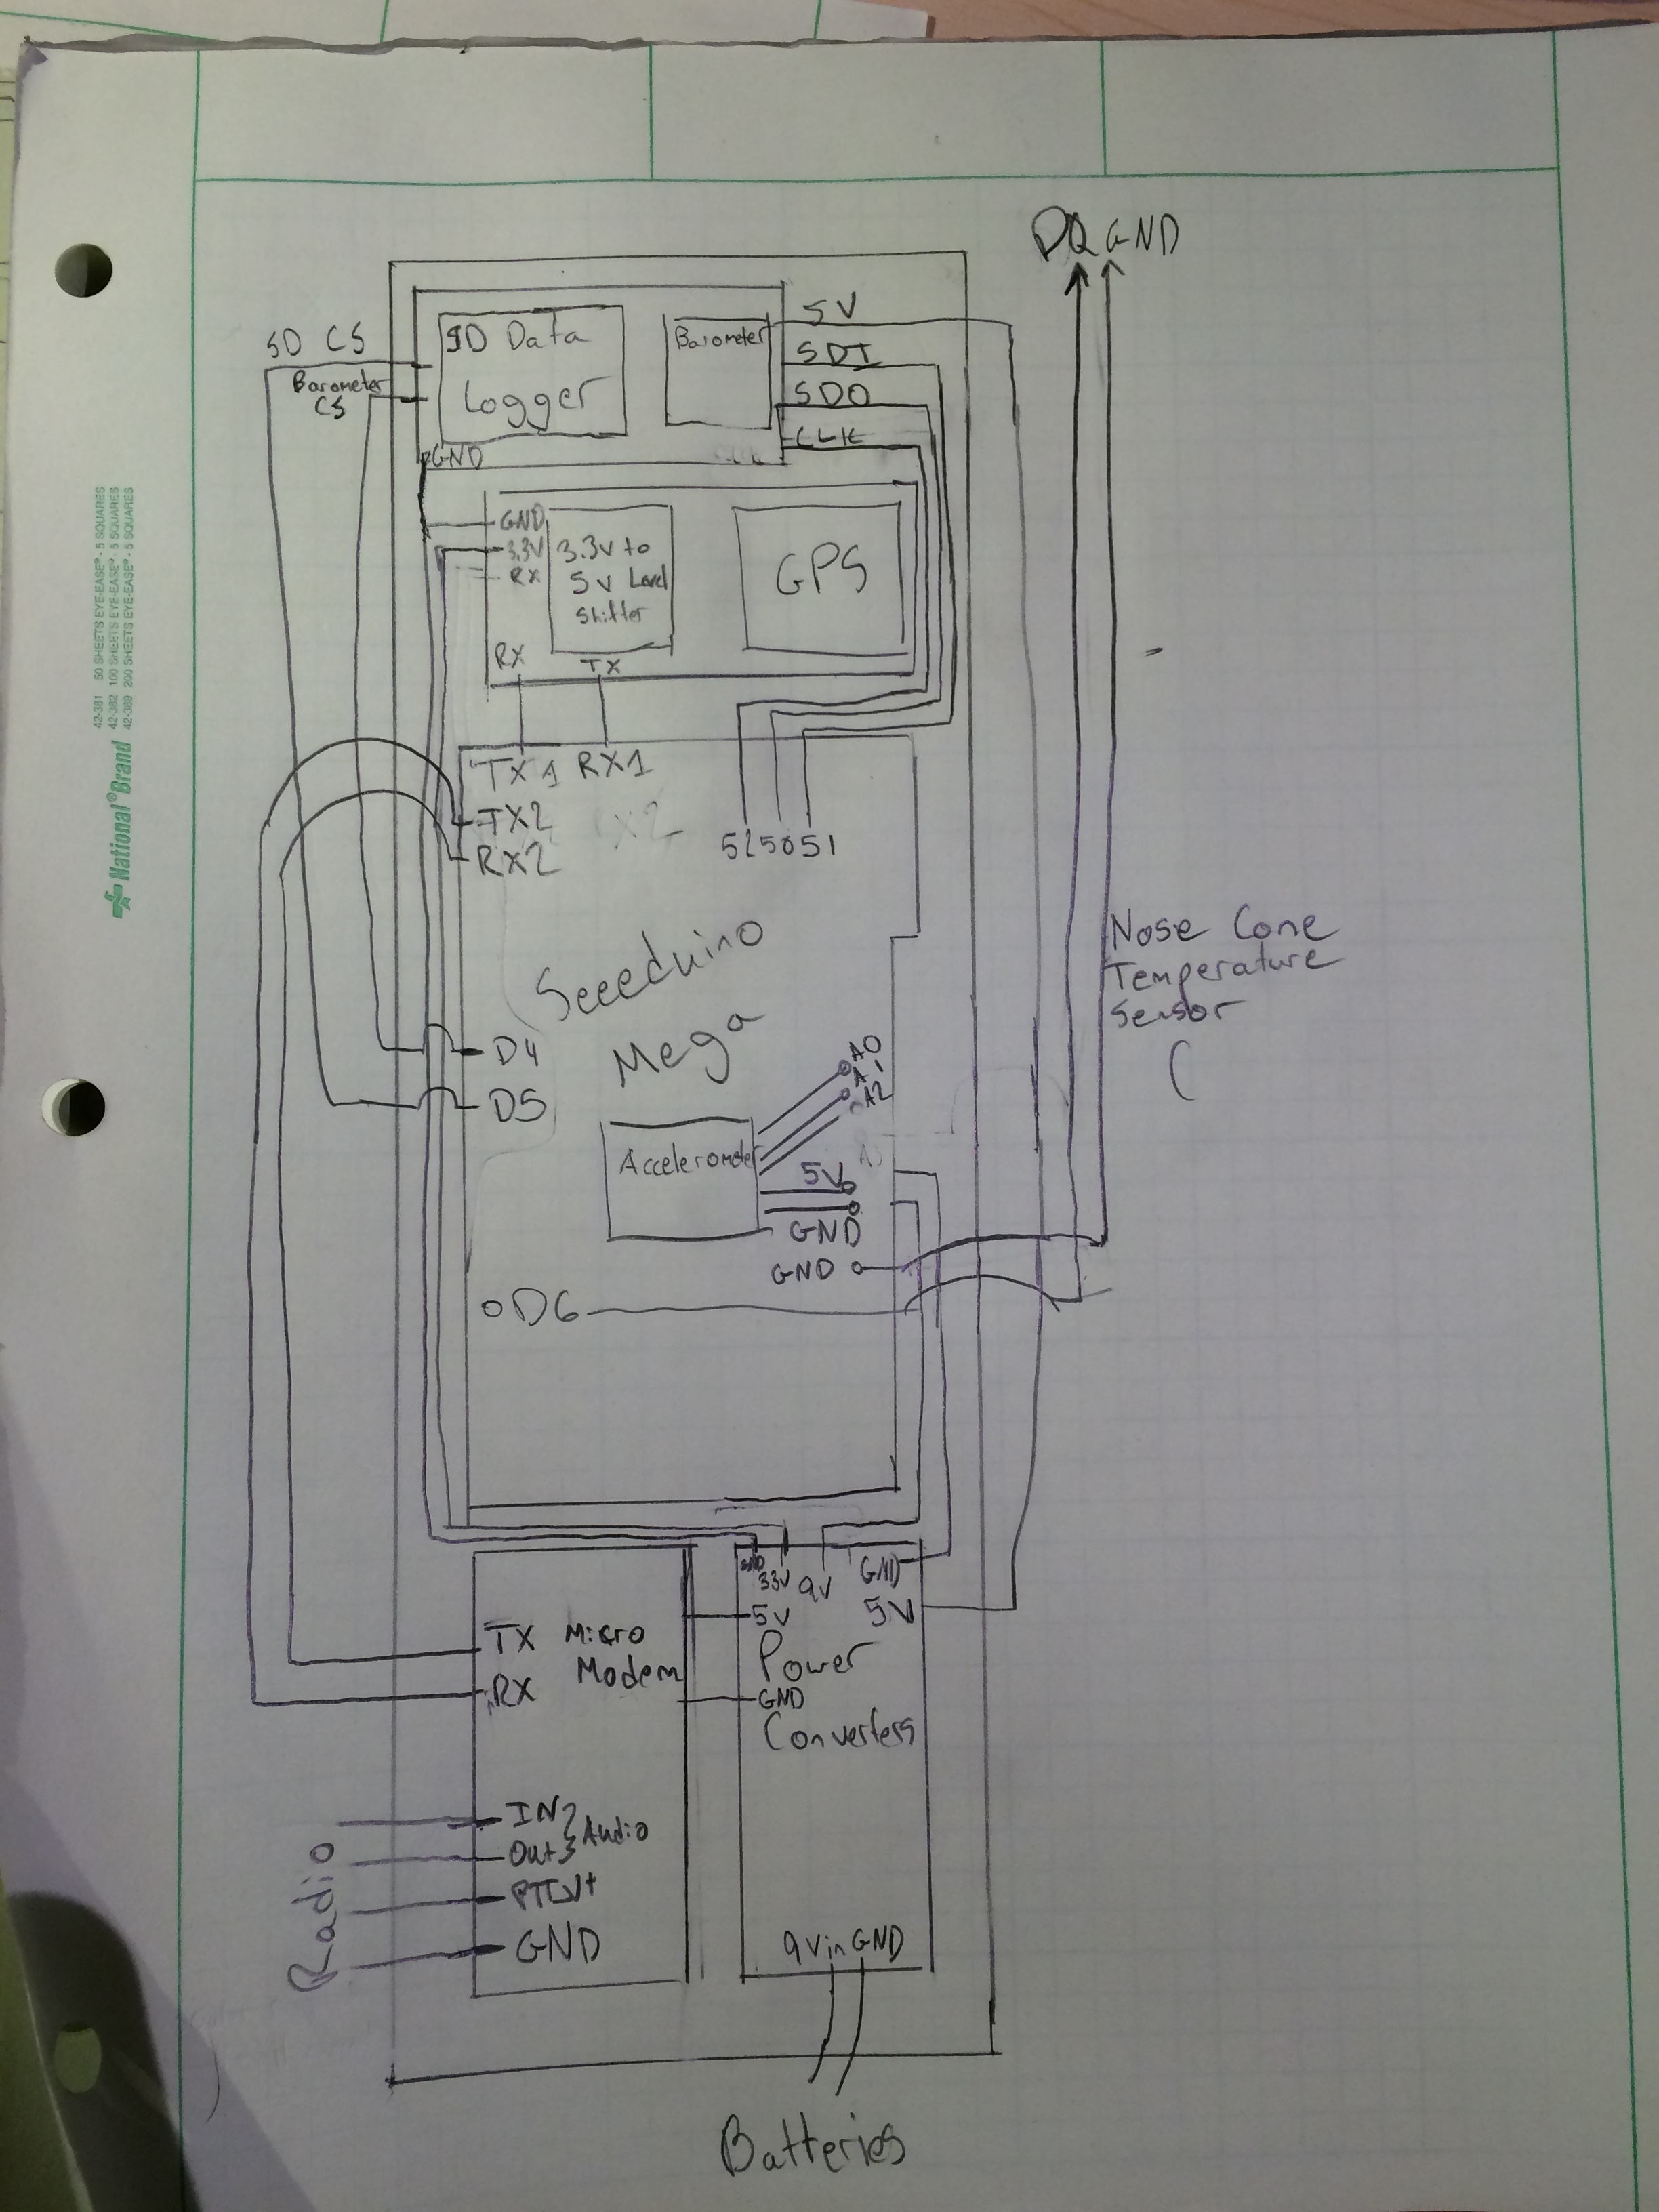 DQ GND
5V
SD CS
SD Data
Logger
Barometer
SDI
Barometer
CS
SDO
CLK
GND
GND
3.3V
RX
3.3v to
5v Level
Shifter
GPS
RX
TX
TX1 RX1
TX2
RX2
52 50 51
Seeeduino
Mega
Nose Cone
Temperature
Sensor
D4
D5
A0
A1
A2
Accelerometer
5V
GND
GND
D6
GND
33V
9V
GND
5V
5V
TX
Micro
Modem
RX
Power
GND
Converters
IN
Out
Audio
PTT
GND
Radio
9Vin GND
Batteries
42-381 50 SHEETS EYE-EASE® - 5 SQUARES
42-382 100 SHEETS EYE-EASE® - 5 SQUARES
42-389 200 SHEETS EYE-EASE® - 5 SQUARES
National® Brand